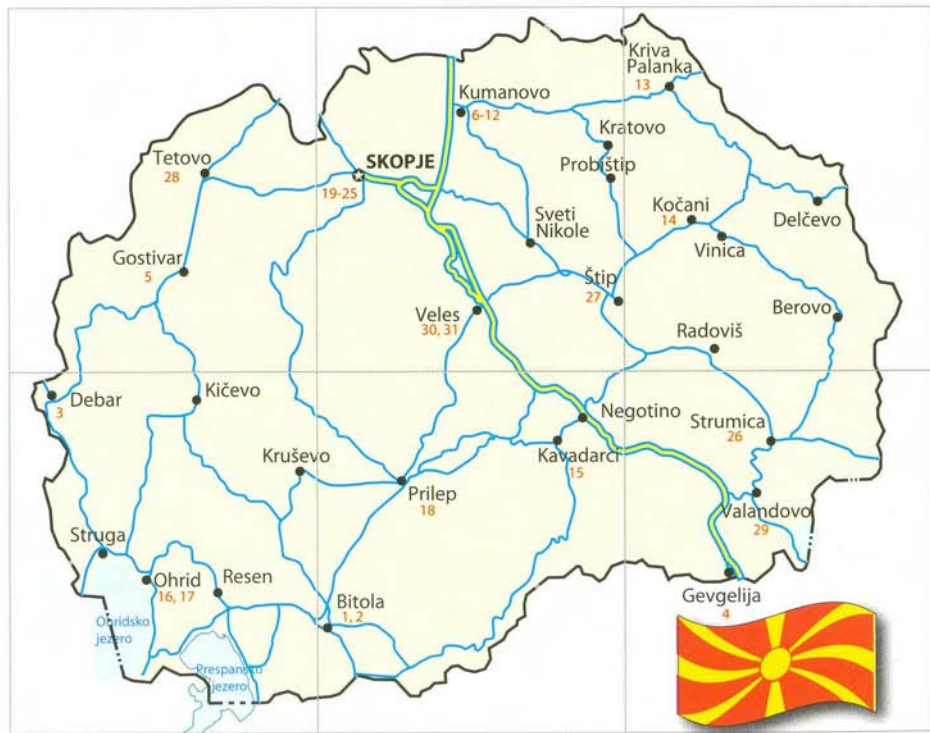 Kriva
Palanka
13
Kumanovo
6-12
Kratovo
Probištip
Tetovo
28
SKOPJE
19-25
Kočani
14
Delčevo
Sveti
Nikole
Vinica
Gostivar
5
Štip
27
Veles
30, 31
Berovo
Radoviš
Debar
3
Kičevo
Negotino
Strumica
26
Kruševo
Kavadarci
15
Prilep
18
Valandovo
29
Struga
Ohrid
16, 17
Resen
Bitola
1, 2
Gevgelija
4
Ohridsko
jezero
Prespansko
jezero